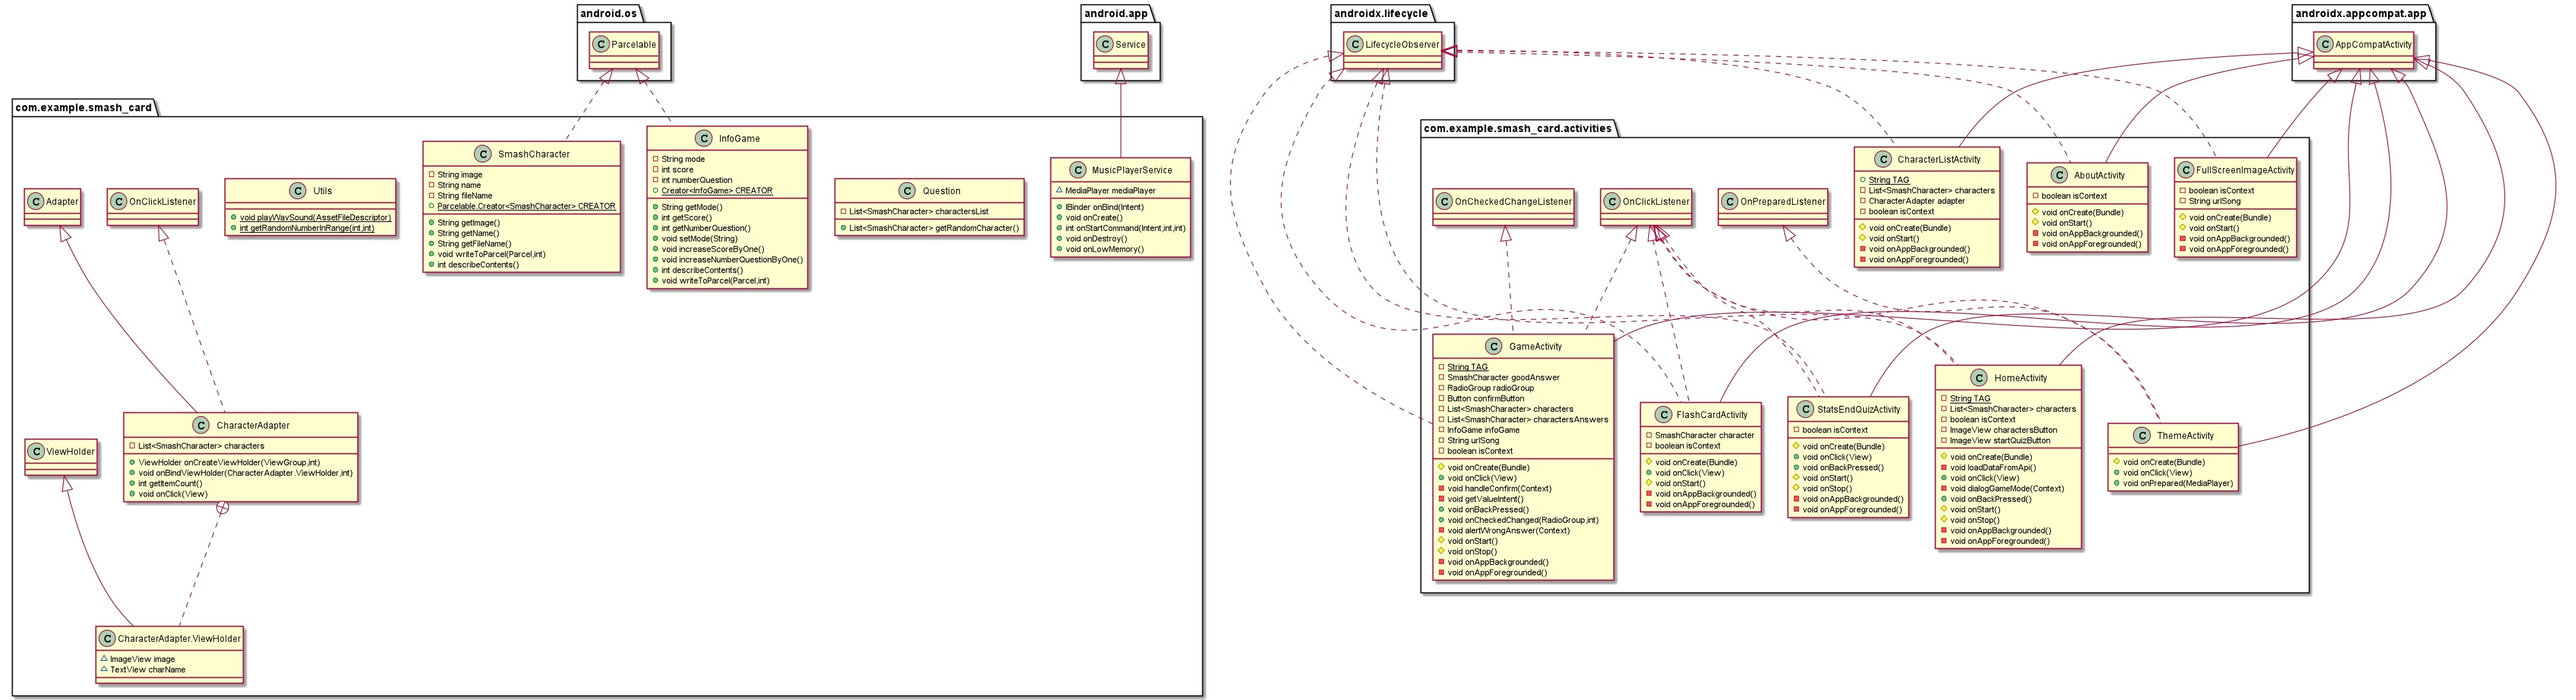 android.os
C Parcelable
android.app
C Service
androidx.lifecycle
C LifecycleObserver
androidx.appcompat.app
C AppCompatActivity
com.example.smash_card
C Adapter
C OnClickListener
C Utils
void playWavSound(AssetFileDescriptor)
int getRandomNumberInRange(int,int)
C SmashCharacter
String image
String name
String fileName
Parcelable.Creator<SmashCharacter> CREATOR
String getImage()
String getName()
String getFileName()
void writeToParcel(Parcel,int)
int describeContents()
C InfoGame
String mode
int score
int numberQuestion
Creator<InfoGame> CREATOR
String getMode()
int getScore()
int getNumberQuestion()
void setMode(String)
void increaseScoreByOne()
void increaseNumberQuestionByOne()
int describeContents()
void writeToParcel(Parcel,int)
C Question
List<SmashCharacter> charactersList
List<SmashCharacter> getRandomCharacter()
C MusicPlayerService
MediaPlayer mediaPlayer
IBinder onBind(Intent)
void onCreate()
int onStartCommand(Intent,int,int)
void onDestroy()
void onLowMemory()
C CharacterAdapter
List<SmashCharacter> characters
ViewHolder onCreateViewHolder(ViewGroup,int)
void onBindViewHolder(CharacterAdapter.ViewHolder,int)
int getItemCount()
void onClick(View)
C ViewHolder
C CharacterAdapter.ViewHolder
ImageView image
TextView charName
com.example.smash_card.activities
C OnCheckedChangeListener
C OnClickListener
C OnPreparedListener
C CharacterListActivity
String TAG
List<SmashCharacter> characters
CharacterAdapter adapter
boolean isContext
void onCreate(Bundle)
void onStart()
void onAppBackgrounded()
void onAppForegrounded()
C AboutActivity
boolean isContext
void onCreate(Bundle)
void onStart()
void onAppBackgrounded()
void onAppForegrounded()
C FullScreenImageActivity
boolean isContext
String urlSong
void onCreate(Bundle)
void onStart()
void onAppBackgrounded()
void onAppForegrounded()
C GameActivity
String TAG
SmashCharacter goodAnswer
RadioGroup radioGroup
Button confirmButton
List<SmashCharacter> characters
List<SmashCharacter> charactersAnswers
InfoGame infoGame
String urlSong
boolean isContext
void onCreate(Bundle)
void onClick(View)
void handleConfirm(Context)
void getValueIntent()
void onBackPressed()
void onCheckedChanged(RadioGroup,int)
void alertWrongAnswer(Context)
void onStart()
void onStop()
void onAppBackgrounded()
void onAppForegrounded()
C FlashCardActivity
SmashCharacter character
boolean isContext
void onCreate(Bundle)
void onClick(View)
void onStart()
void onAppBackgrounded()
void onAppForegrounded()
C StatsEndQuizActivity
boolean isContext
void onCreate(Bundle)
void onClick(View)
void onBackPressed()
void onStart()
void onStop()
void onAppBackgrounded()
void onAppForegrounded()
C HomeActivity
String TAG
List<SmashCharacter> characters
boolean isContext
ImageView charactersButton
ImageView startQuizButton
void onCreate(Bundle)
void loadDataFromApi()
void onClick(View)
void dialogGameMode(Context)
void onBackPressed()
void onStart()
void onStop()
void onAppBackgrounded()
void onAppForegrounded()
C ThemeActivity
void onCreate(Bundle)
void onClick(View)
void onPrepared(MediaPlayer)